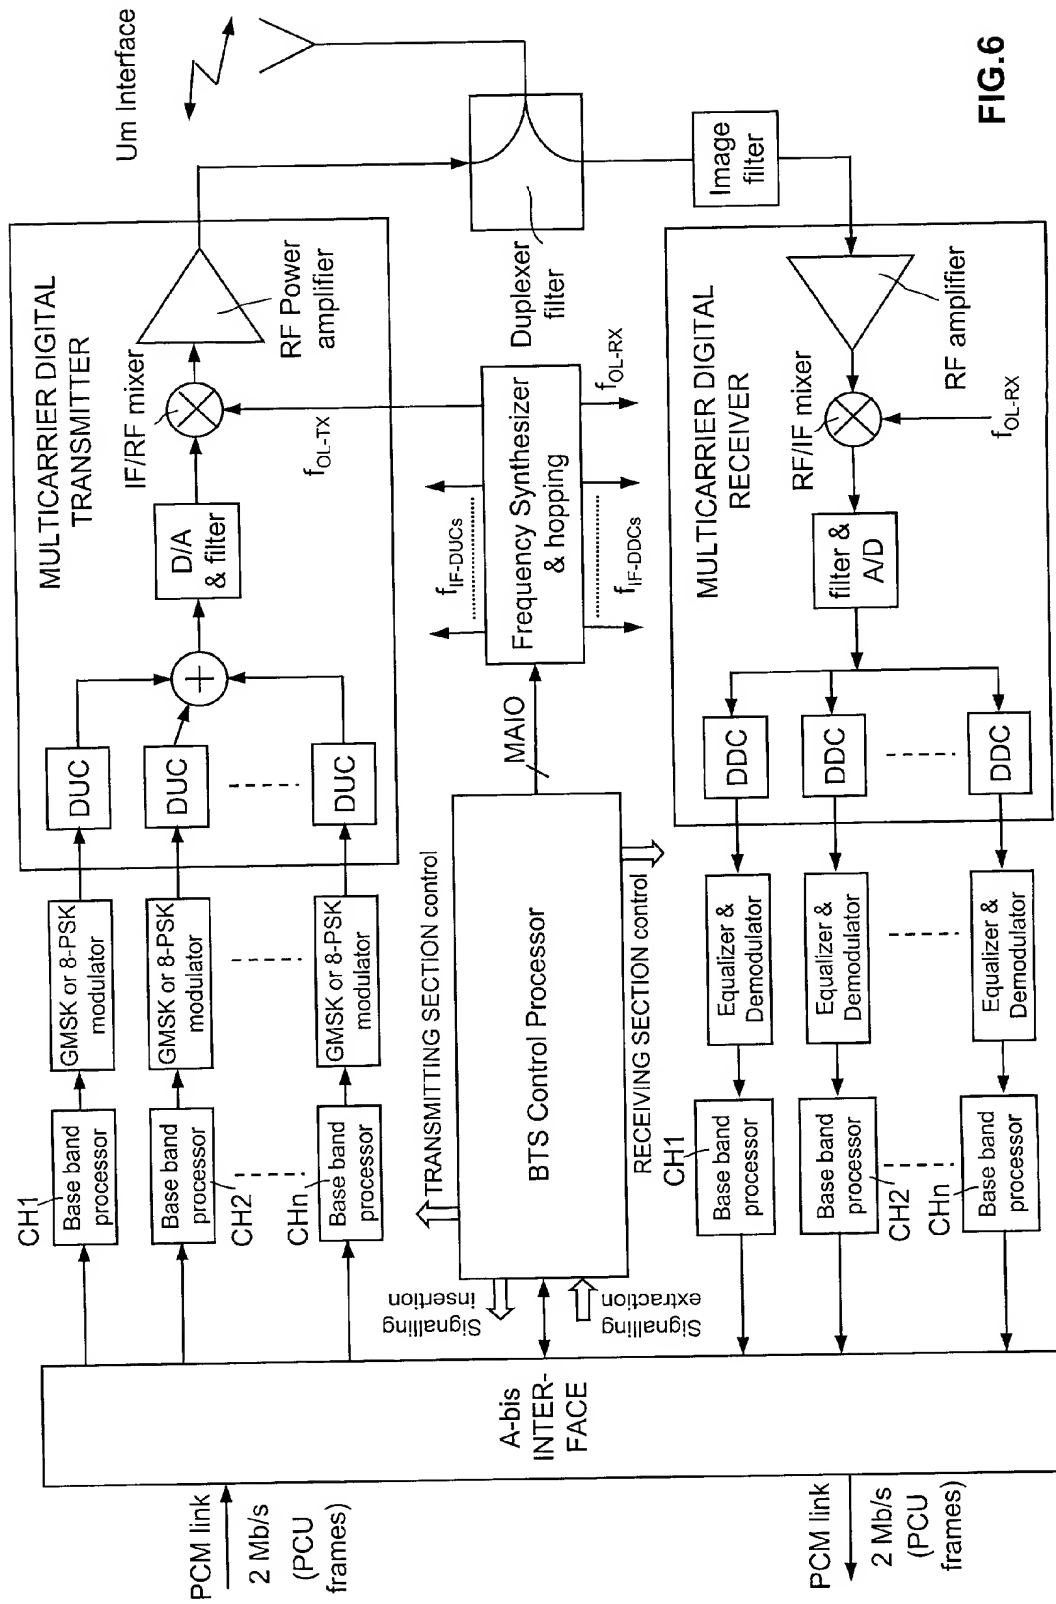 Um Interface
MULTICARRIER DIGITAL
TRANSMITTER
IF/RF mixer
RF Power
amplifier
D/A
& filter
DUC
DUC
DUC
GMSK or 8-PSK
modulator
GMSK or 8-PSK
modulator
GMSK or 8-PSK
modulator
CH1
Base band
processor
Base band
processor
CH2
CHn
Base band
processor
fOL-TX
Duplexer
filter
Image
filter
Frequency Synthesizer
& hopping
fIF-DUCs
fIF-DDCs
fOL-RX
MAIO
TRANSMITTING SECTION control
BTS Control Processor
RECEIVING SECTION control
Signalling
insertion
Signalling
extraction
A-bis
INTER-
FACE
PCM link
2 Mb/s
(PCU
frames)
PCM link
2 Mb/s
(PCU
frames)
MULTICARRIER DIGITAL
RECEIVER
RF/IF mixer
RF amplifier
fOL-RX
filter &
A/D
DDC
DDC
DDC
Equalizer &
Demodulator
Equalizer &
Demodulator
Equalizer &
Demodulator
CH1
Base band
processor
Base band
processor
CH2
CHn
Base band
processor
FIG.6